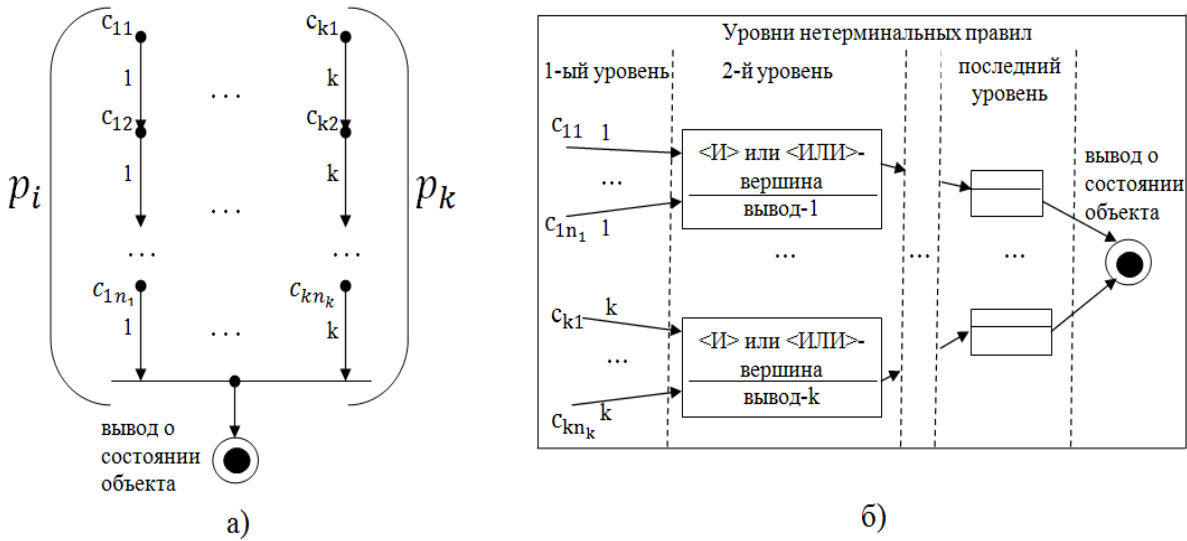 c₁₁ cₖ₁
1 … k
c₁₂ cₖ₂
pᵢ 1 … k pₖ
… …
c₁ₙ₁ cₖₙₖ
1 … k
вывод о
состоянии
объекта
а)
Уровни нетерминальных правил
1-ый уровень 2-й уровень последний
уровень
c₁₁ 1
…
c₁ₙ₁ 1
<И> или <ИЛИ>-
вершина
вывод-1
… … …
cₖ₁ k
…
cₖₙₖ k
<И> или <ИЛИ>-
вершина
вывод-k
вывод о
состоянии
объекта
б)